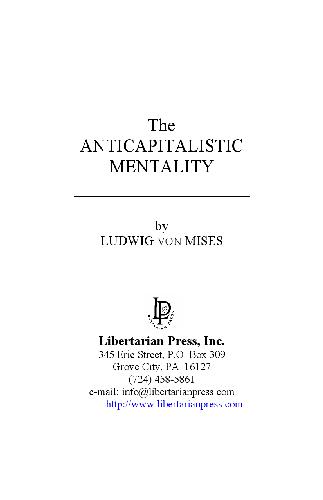 The
ANTICAPITALISTIC
MENTALITY
by
LUDWIG VON MISES
LP
Libertarian Press, Inc.
345 Erie Street, P.O. Box 309
Grove City, PA 16127
(724) 458-5861
e-mail: info@libertarianpress.com
http://www.libertarianpress.com